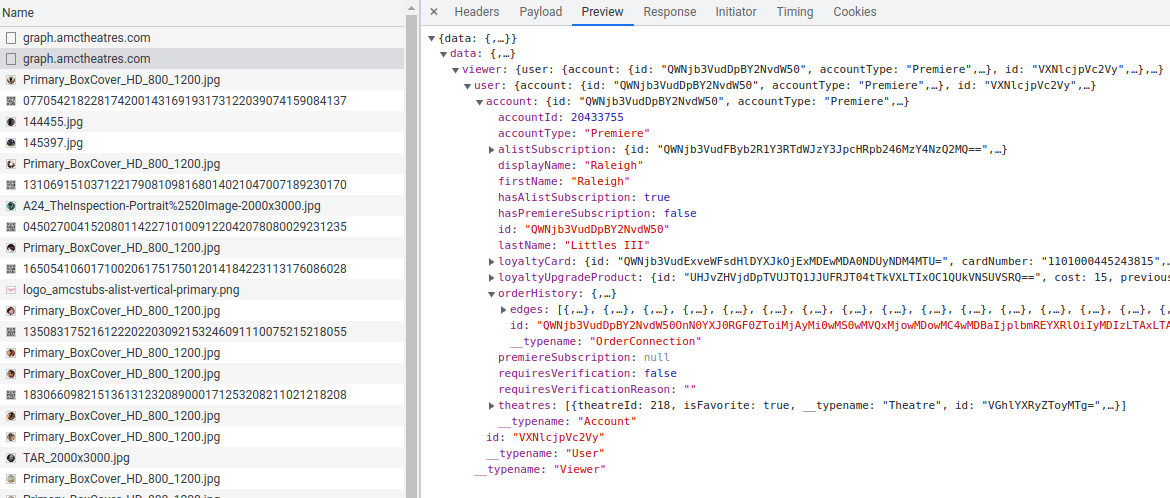 Name
graph.amctheatres.com
graph.amctheatres.com
Primary_BoxCover_HD_800_1200.jpg
077054218228174200143169193173122039074159084137
144455.jpg
145397.jpg
Primary_BoxCover_HD_800_1200.jpg
131069151037122179081098168014021047007189230170
A24_TheInspection-Portrait%2520Image-2000x3000.jpg
045027004152080114227101009122042078080029231235
Primary_BoxCover_HD_800_1200.jpg
165054106017100206175175012014184223113176086028
logo_amcstubs-alist-vertical-primary.png
Primary_BoxCover_HD_800_1200.jpg
135083175216122202203092153246091110075215218055
Primary_BoxCover_HD_800_1200.jpg
Primary_BoxCover_HD_800_1200.jpg
183066098215136131232089000171253208211021218208
Primary_BoxCover_HD_800_1200.jpg
Primary_BoxCover_HD_800_1200.jpg
TAR_2000x3000.jpg
Primary_BoxCover_HD_800_1200.jpg
Primary_BoxCover_HD_800_1200.jpg
× Headers Payload Preview Response Initiator Timing Cookies
{data: {,…}}
data: {,…}
viewer: {user: {account: {id: "QWNjb3VudDpBY2NvdW50", accountType: "Premiere",…}, id: "VXNlcjpVc2Vy",…},…}
user: {account: {id: "QWNjb3VudDpBY2NvdW50", accountType: "Premiere",…}, id: "VXNlcjpVc2Vy",…}
account: {id: "QWNjb3VudDpBY2NvdW50", accountType: "Premiere",…}
accountId: 20433755
accountType: "Premiere"
alistSubscription: {id: "QWNjb3VudFByb2R1Y3RTdWJzY3JpcHRpb246MzY4NzQ2MQ==",…}
displayName: "Raleigh"
firstName: "Raleigh"
hasAlistSubscription: true
hasPremiereSubscription: false
id: "QWNjb3VudDpBY2NvdW50"
lastName: "Littles III"
loyaltyCard: {id: "QWNjb3VudExveWFsdHlDYXJkOjExMDEwMDA0NDUyNDM4MTU=", cardNumber: "1101000445243815",…
loyaltyUpgradeProduct: {id: "UHJvZHVjdDpTVUJTQ1JJUFRJT04tTkVXLTIxOC1QUkVNSUVSRQ==", cost: 15, previous
orderHistory: {,…}
edges: [{,…}, {,…}, {,…}, {,…}, {,…}, {,…}, {,…}, {,…}, {,…}, {,…}, {,…}, {,…}, {,…}, {,…}, {,…}, {,
id: "QWNjb3VudDpBY2NvdW50OnN0YXJ0RGF0ZToiMjAyMi0wMS0wMVQxMjowMDowMC4wMDBaIjplbmREYXRlOiIyMDIzLTAxLTA
__typename: "OrderConnection"
premiereSubscription: null
requiresVerification: false
requiresVerificationReason: ""
theatres: [{theatreId: 218, isFavorite: true, __typename: "Theatre", id: "VGhlYXRyZToyMTg=",…}]
__typename: "Account"
id: "VXNlcjpVc2Vy"
__typename: "User"
__typename: "Viewer"